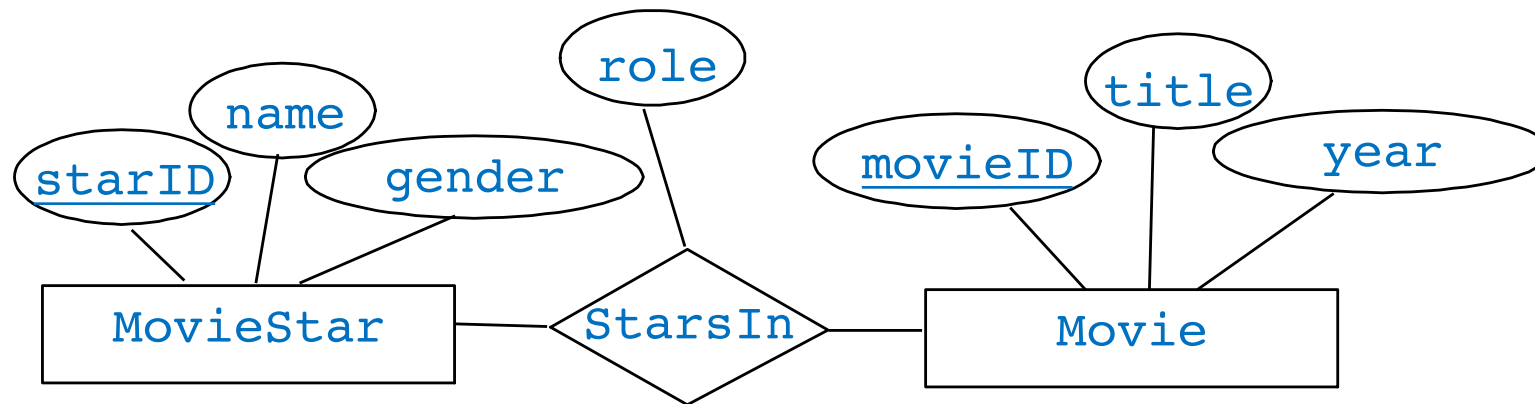 role
title
name
year
movieID
starID
gender
MovieStar
StarsIn
Movie